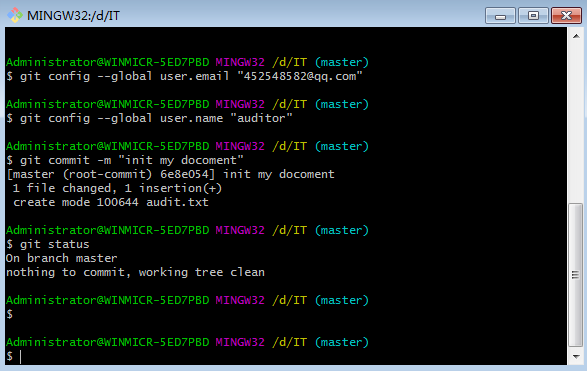 MINGW32:/d/IT
Administrator@WINMICR-5ED7PBD MINGW32 /d/IT (master)
$ git config --global user.email "452548582@qq.com"
Administrator@WINMICR-5ED7PBD MINGW32 /d/IT (master)
$ git config --global user.name "auditor"
Administrator@WINMICR-5ED7PBD MINGW32 /d/IT (master)
$ git commit -m "init my docoment"
[master (root-commit) 6e8e054] init my docoment
 1 file changed, 1 insertion(+)
 create mode 100644 audit.txt
Administrator@WINMICR-5ED7PBD MINGW32 /d/IT (master)
$ git status
On branch master
nothing to commit, working tree clean
Administrator@WINMICR-5ED7PBD MINGW32 /d/IT (master)
$
Administrator@WINMICR-5ED7PBD MINGW32 /d/IT (master)
$